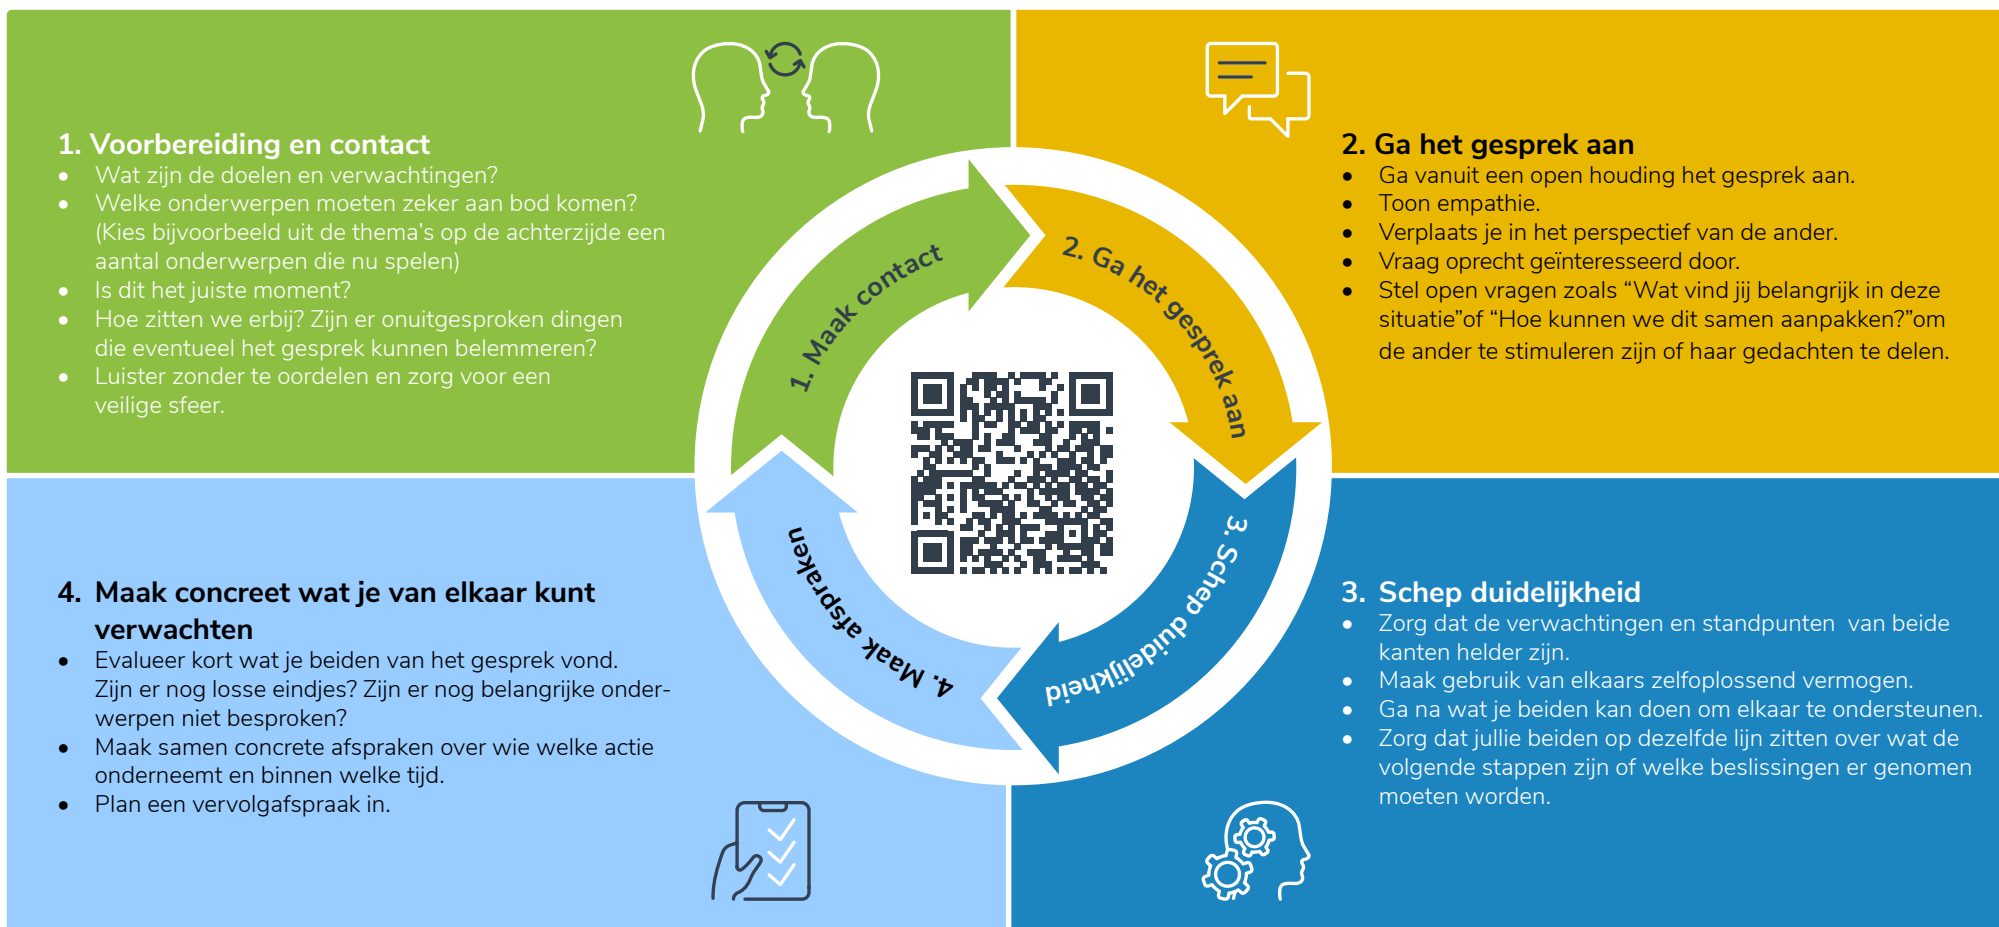 1. Voorbereiding en contact
• Wat zijn de doelen en verwachtingen?
• Welke onderwerpen moeten zeker aan bod komen?
(Kies bijvoorbeeld uit de thema’s op de achterzijde een
aantal onderwerpen die nu spelen)
• Is dit het juiste moment?
• Hoe zitten we erbij? Zijn er onuitgesproken dingen
die eventueel het gesprek kunnen belemmeren?
• Luister zonder te oordelen en zorg voor een
veilige sfeer.
2. Ga het gesprek aan
• Ga vanuit een open houding het gesprek aan.
• Toon empathie.
• Verplaats je in het perspectief van de ander.
• Vraag oprecht geïnteresseerd door.
• Stel open vragen zoals “Wat vind jij belangrijk in deze
situatie”of “Hoe kunnen we dit samen aanpakken?”om
de ander te stimuleren zijn of haar gedachten te delen.
1. Maak contact
2. Ga het gesprek aan
3. Schep duidelijkheid
4. Maak afspraken
3. Schep duidelijkheid
• Zorg dat de verwachtingen en standpunten  van beide
kanten helder zijn.
• Maak gebruik van elkaars zelfoplossend vermogen.
• Ga na wat je beiden kan doen om elkaar te ondersteunen.
• Zorg dat jullie beiden op dezelfde lijn zitten over wat de
volgende stappen zijn of welke beslissingen er genomen
moeten worden.
4. Maak concreet wat je van elkaar kunt
verwachten
• Evalueer kort wat je beiden van het gesprek vond.
Zijn er nog losse eindjes? Zijn er nog belangrijke onder-
werpen niet besproken?
• Maak samen concrete afspraken over wie welke actie
onderneemt en binnen welke tijd.
• Plan een vervolgafspraak in.